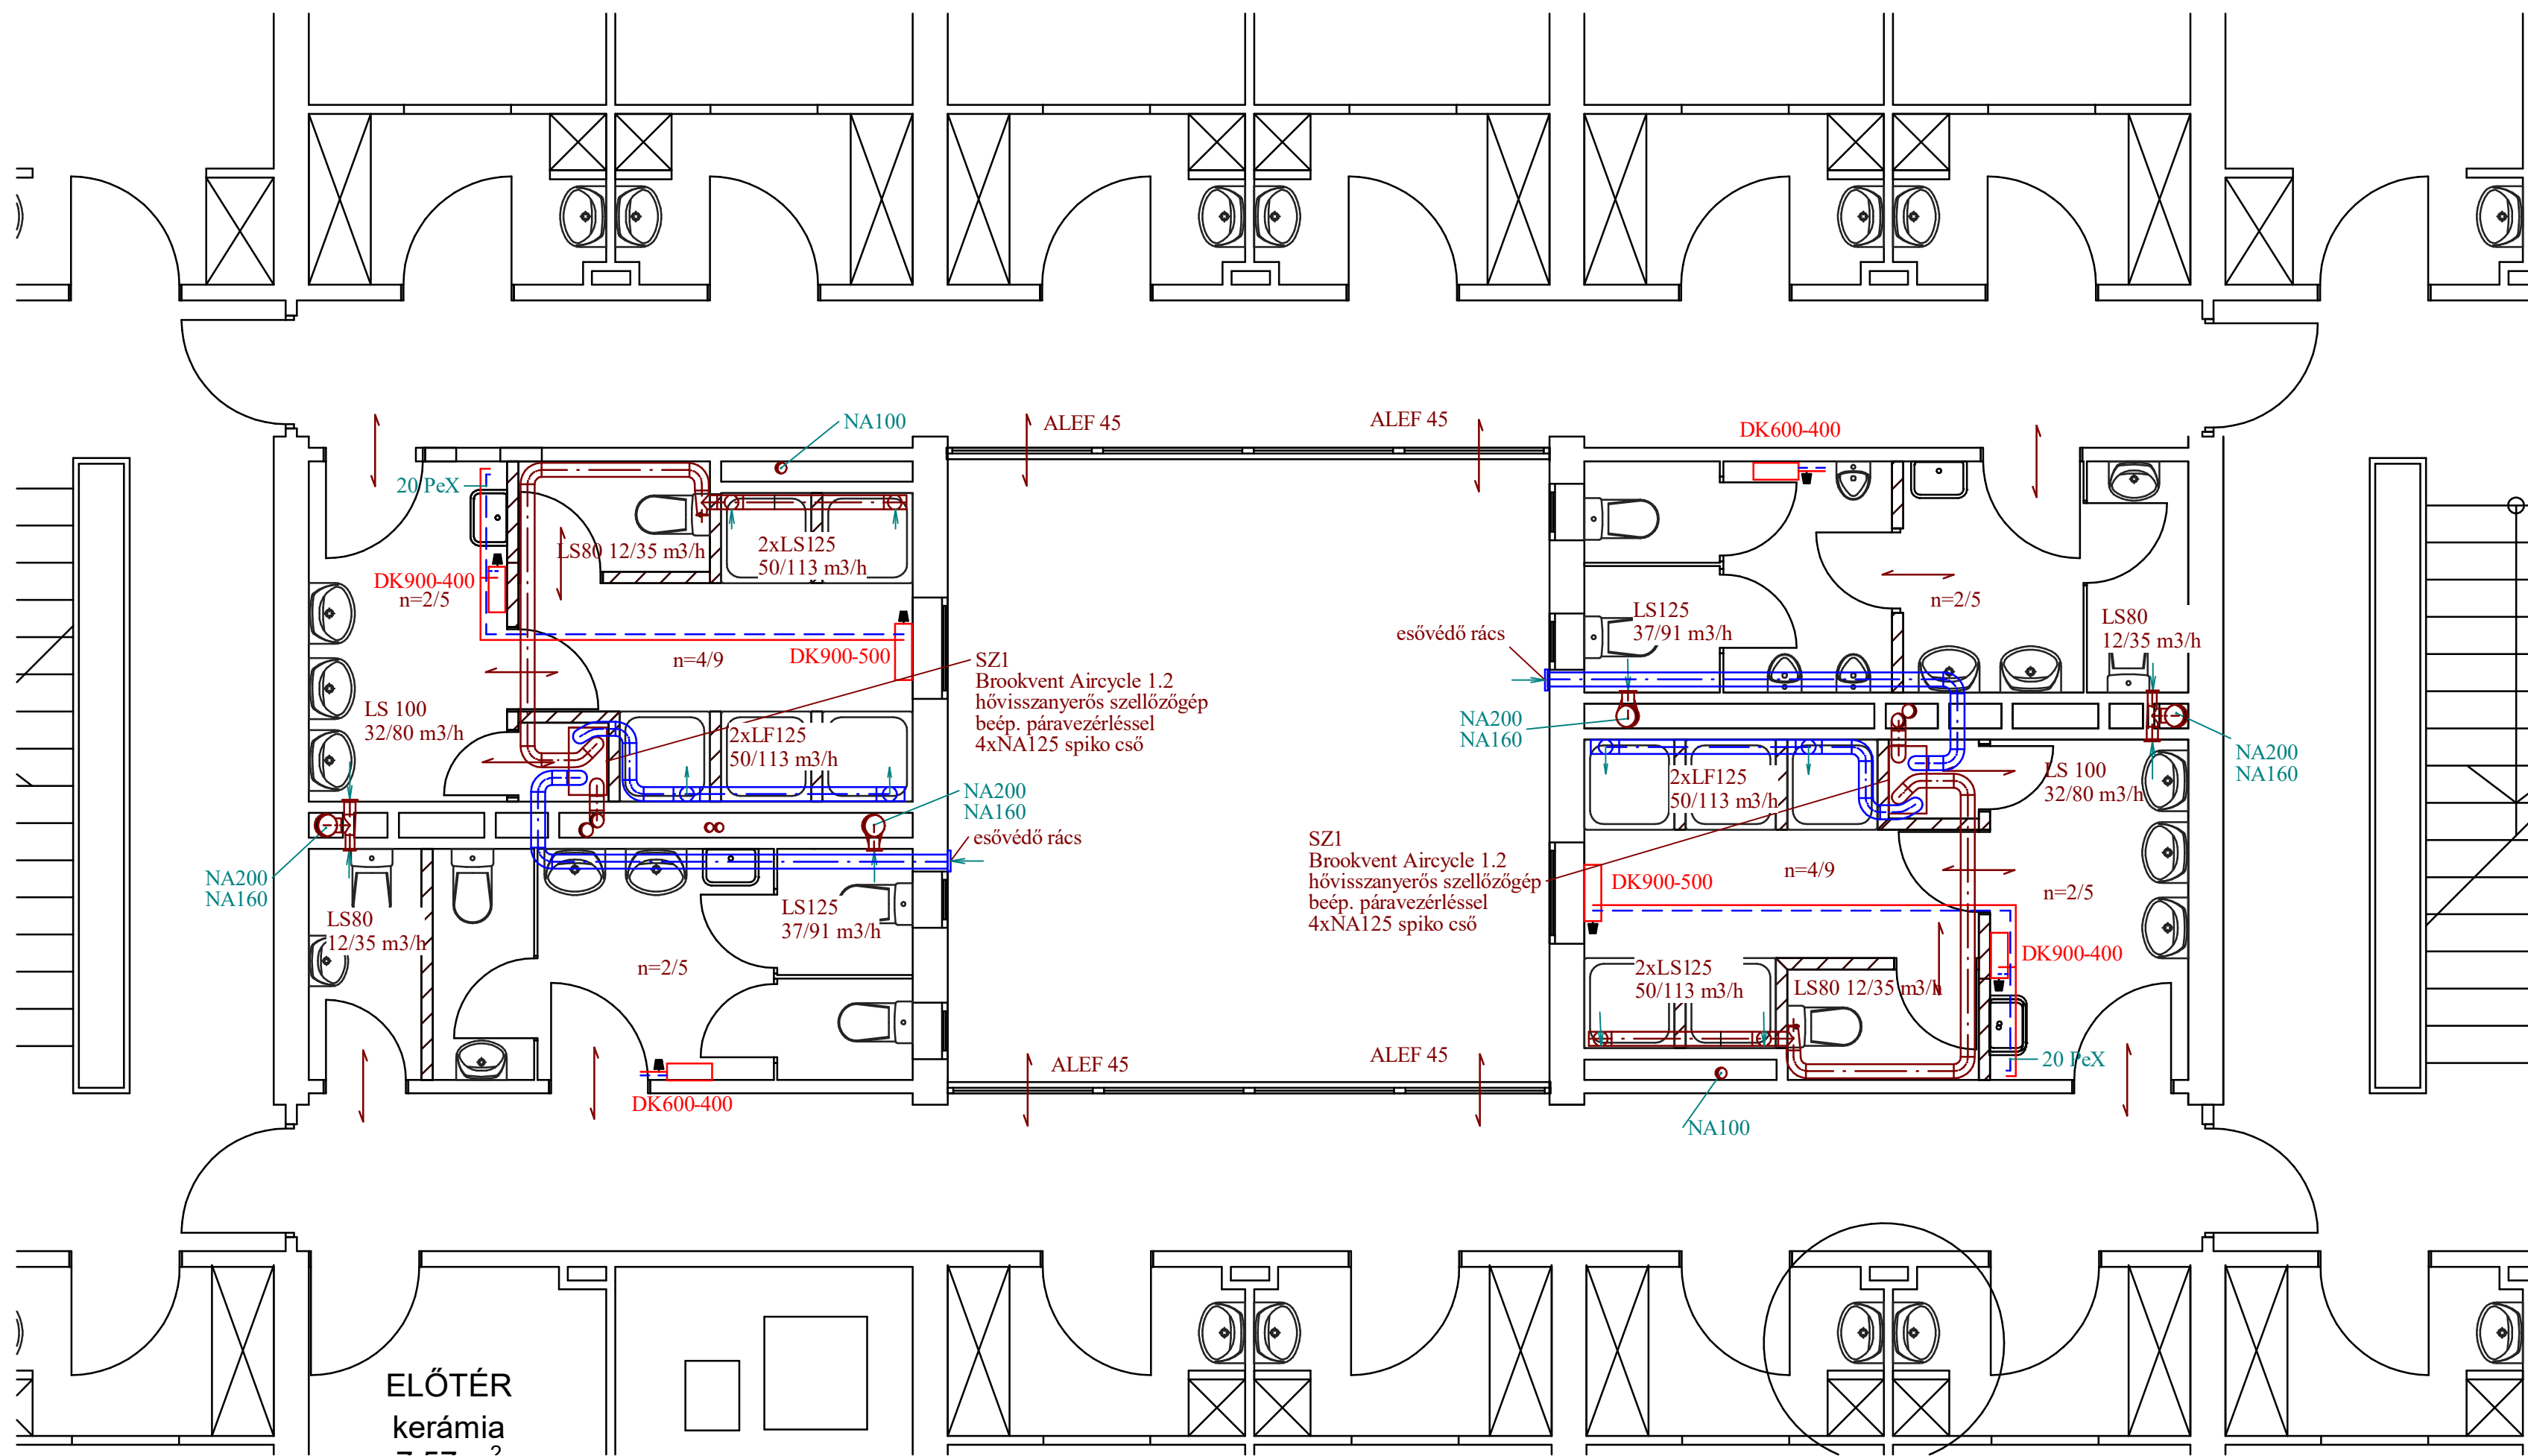 ALEF 45
ALEF 45
NA100
DK600-400
20 PeX
LS80 12/35 m3/h
2xLS125
50/113 m3/h
DK900-400
n=2/5
n=4/9
DK900-500
LS 100
32/80 m3/h
2xLF125
50/113 m3/h
SZ1
Brookvent Aircycle 1.2
hővisszanyerős szellőzőgép
beép. páravezérléssel
4xNA125 spiko cső
NA200
NA160
esővédő rács
NA200
NA160
LS80
12/35 m3/h
LS125
37/91 m3/h
n=2/5
DK600-400
ALEF 45
esővédő rács
LS125
37/91 m3/h
n=2/5
LS80
12/35 m3/h
NA200
NA160
NA200
NA160
2xLF125
50/113 m3/h
LS 100
32/80 m3/h
SZ1
Brookvent Aircycle 1.2
hővisszanyerős szellőzőgép
beép. páravezérléssel
4xNA125 spiko cső
DK900-500
n=4/9
n=2/5
DK900-400
2xLS125
50/113 m3/h
LS80 12/35 m3/h
20 PeX
ALEF 45
NA100
ELŐTÉR
kerámia